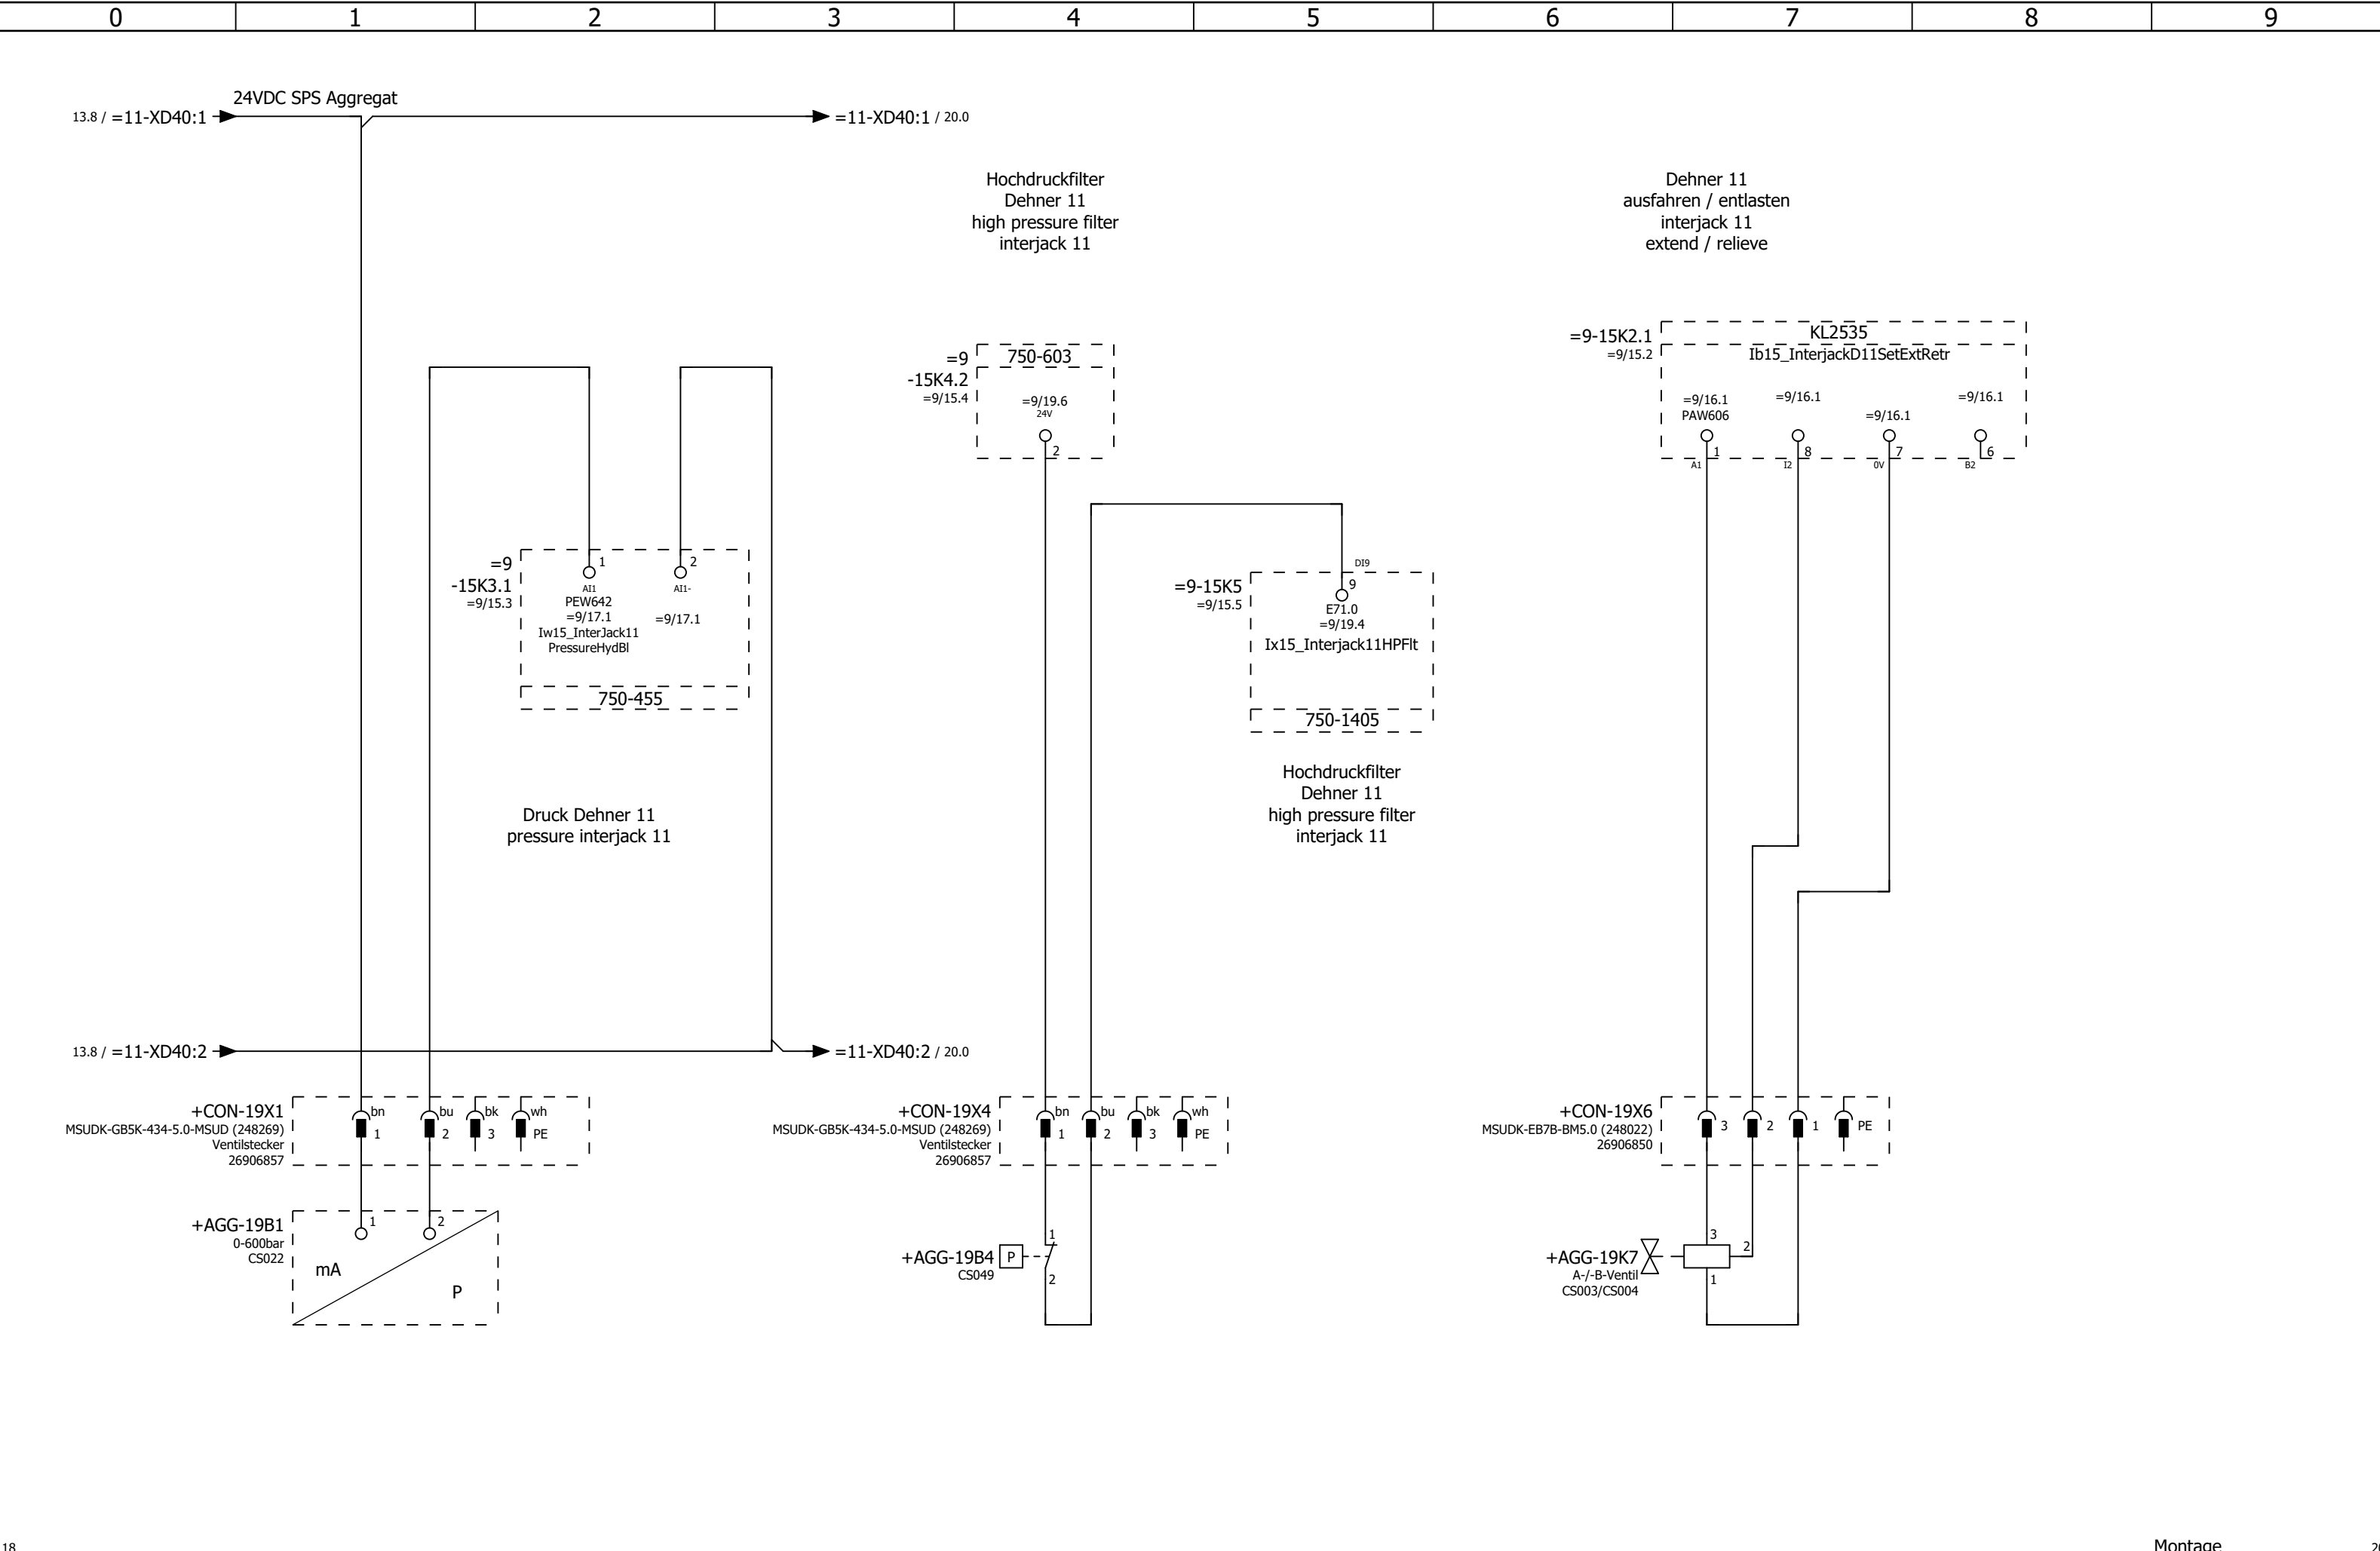 0 1 2 3 4 5 6 7 8 9
24VDC SPS Aggregat
13.8 / =11-XD40:1
=11-XD40:1 / 20.0
Hochdruckfilter
Dehner 11
high pressure filter
interjack 11
Dehner 11
ausfahren / entlasten
interjack 11
extend / relieve
=9
-15K4.2
=9/15.4
750-603
=9/19.6
24V
2
=9-15K2.1
=9/15.2
KL2535
Ib15_InterjackD11SetExtRetr
=9/16.1
PAW606
=9/16.1
=9/16.1
=9/16.1
1 8 7 6
A1 I2 0V B2
=9
-15K3.1
=9/15.3
1 2
AI1 AI1-
PEW642
=9/17.1
=9/17.1
Iw15_InterJack11
PressureHydBl
750-455
=9-15K5
=9/15.5
DI9
9
E71.0
=9/19.4
Ix15_Interjack11HPFlt
750-1405
Druck Dehner 11
pressure interjack 11
Hochdruckfilter
Dehner 11
high pressure filter
interjack 11
13.8 / =11-XD40:2
=11-XD40:2 / 20.0
+CON-19X1
MSUDK-GB5K-434-5.0-MSUD (248269)
Ventilstecker
26906857
bn bu bk wh
1 2 3 PE
+CON-19X4
MSUDK-GB5K-434-5.0-MSUD (248269)
Ventilstecker
26906857
bn bu bk wh
1 2 3 PE
+CON-19X6
MSUDK-EB7B-BM5.0 (248022)
26906850
3 2 1 PE
+AGG-19B1
0-600bar
CS022
1 2
mA
P
+AGG-19B4
CS049
P
1
2
+AGG-19K7
A-/-B-Ventil
CS003/CS004
3
2
1
18
Montage